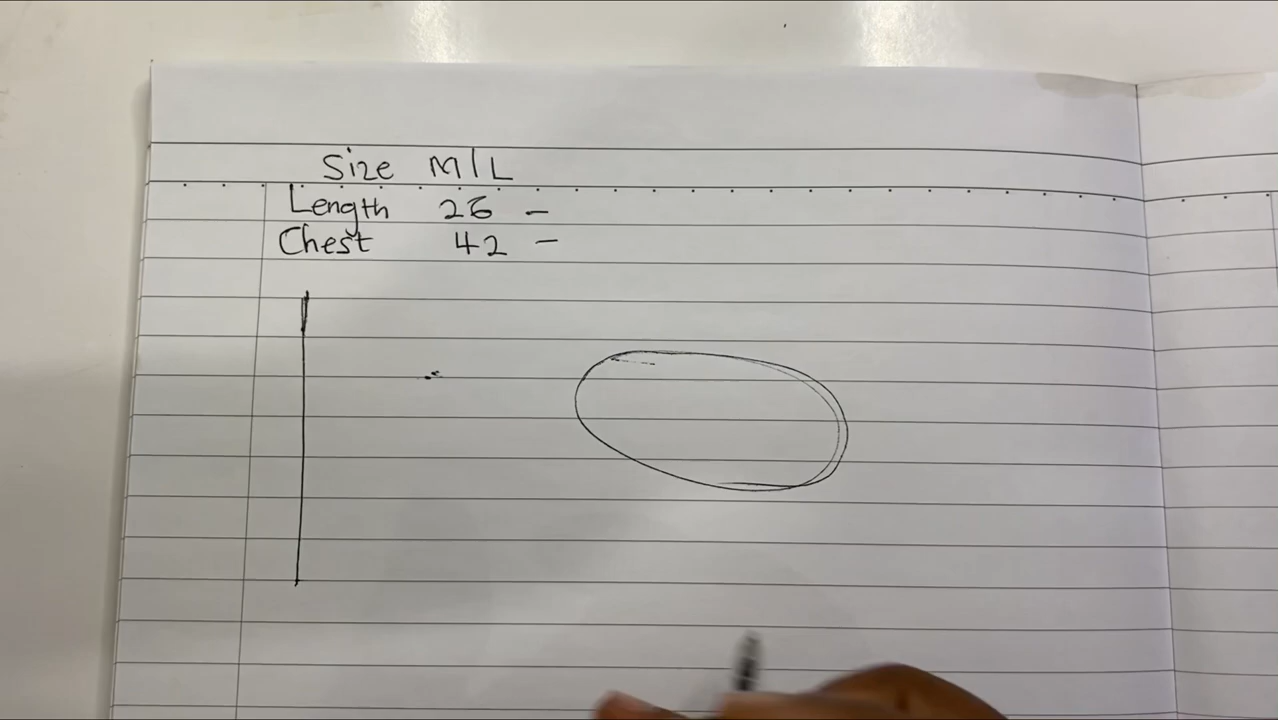 Size M/L
Length 26 –
Chest 42 –